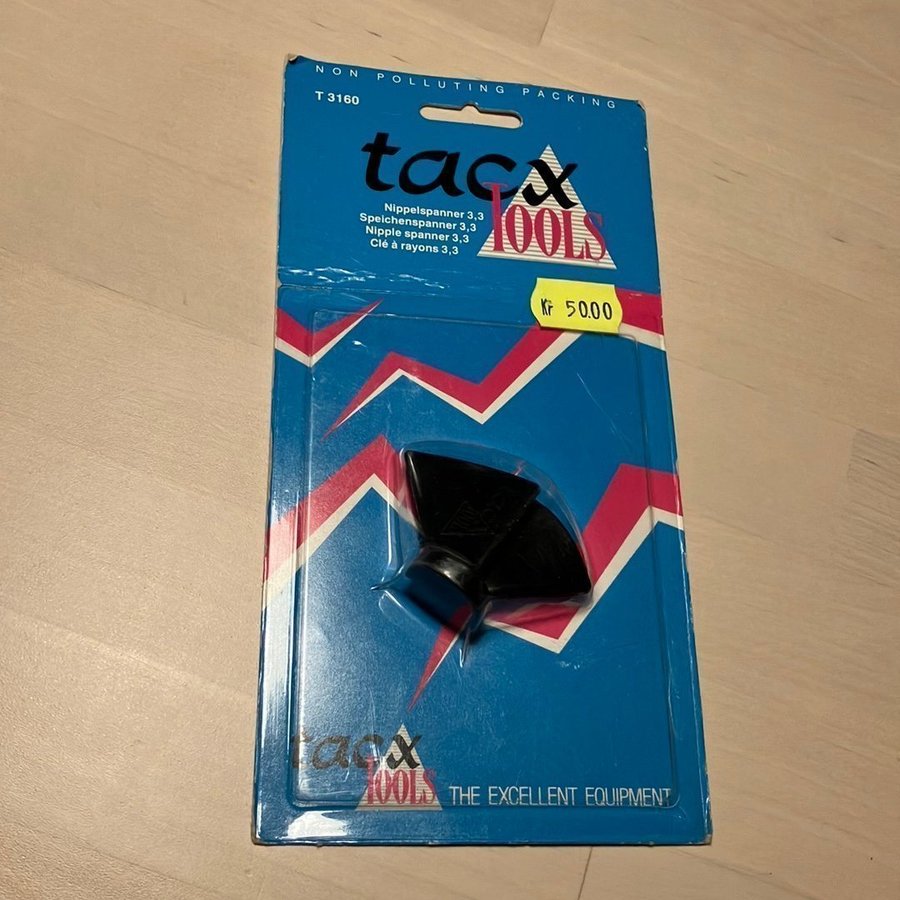 NON POLLUTING PACKING
T 3160
tacx
TOOLS
Nippelspanner 3,3
Speichenspanner 3,3
Nipple spanner 3,3
Clé à rayons 3,3
Kr 50.00
tacx
TOOLS
THE EXCELLENT EQUIPMENT